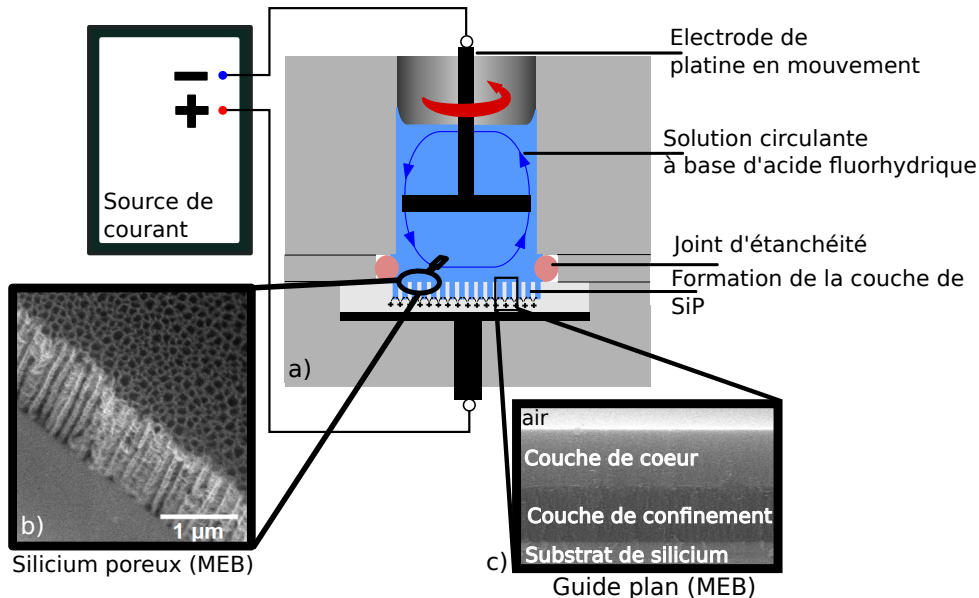 Electrode de
platine en mouvement
Source de
courant
Solution circulante
à base d'acide fluorhydrique
Joint d'étanchéité
Formation de la couche de
SiP
a)
b)
1 µm
Silicium poreux (MEB)
air
Couche de coeur
Couche de confinement
Substrat de silicium
c)
Guide plan (MEB)